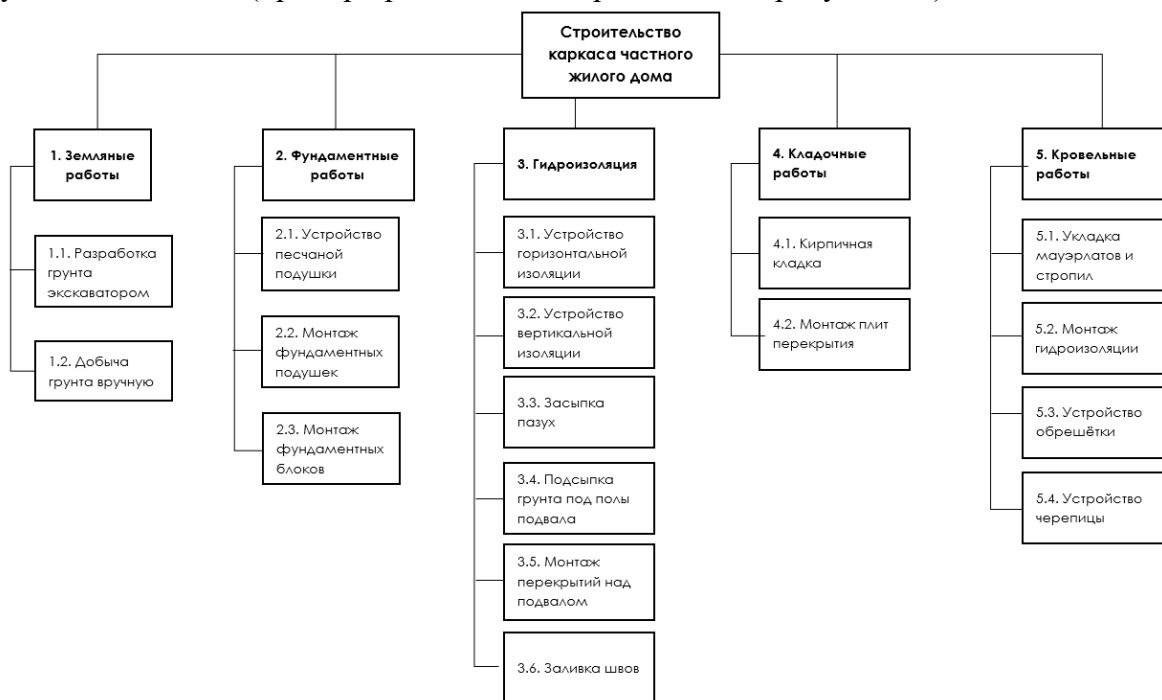 Строительство
каркаса частного
жилого дома
1. Земляные
работы
1.1. Разработка
грунта
экскаватором
1.2. Добыча
грунта вручную
2. Фундаментные
работы
2.1. Устройство
песчаной
подушки
2.2. Монтаж
фундаментных
подушек
2.3. Монтаж
фундаментных
блоков
3. Гидроизоляция
3.1. Устройство
горизонтальной
изоляции
3.2. Устройство
вертикальной
изоляции
3.3. Засыпка
пазух
3.4. Подсыпка
грунта под полы
подвала
3.5. Монтаж
перекрытий над
подвалом
3.6. Заливка швов
4. Кладочные
работы
4.1. Кирпичная
кладка
4.2. Монтаж плит
перекрытия
5. Кровельные
работы
5.1. Укладка
мауэрлатов и
стропил
5.2. Монтаж
гидроизоляции
5.3. Устройство
обрешётки
5.4. Устройство
черепицы